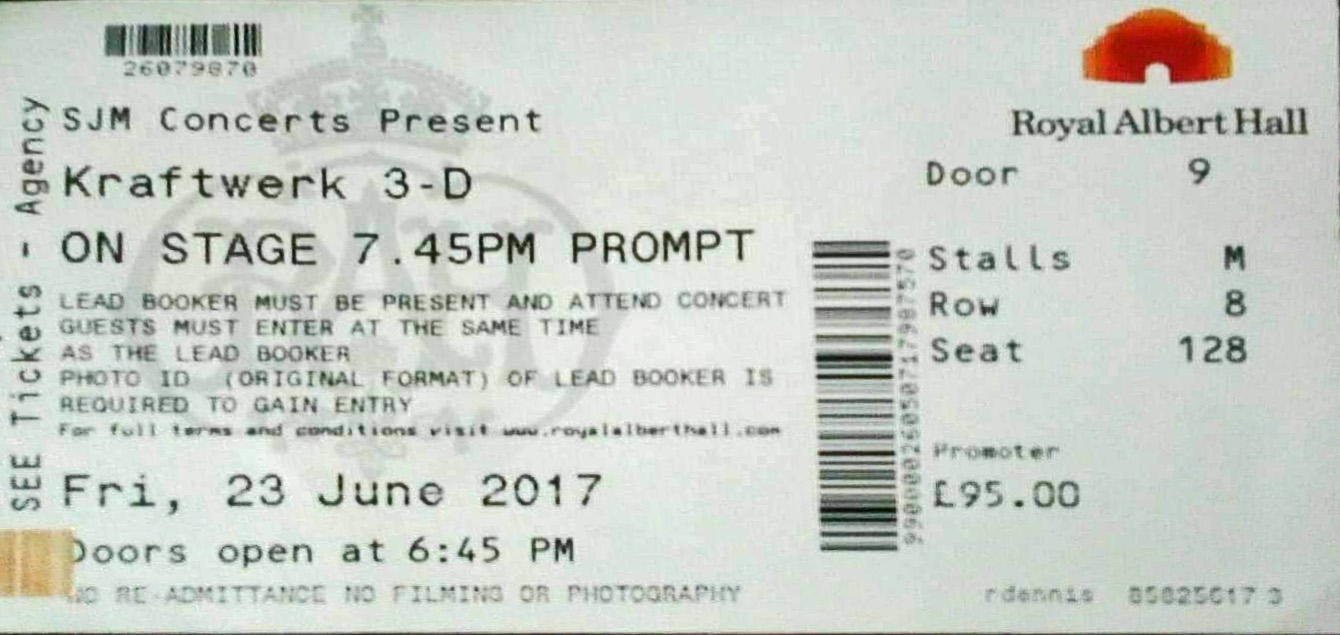 26079870
SJM Concerts Present
Kraftwerk 3-D
ON STAGE 7.45PM PROMPT
LEAD BOOKER MUST BE PRESENT AND ATTEND CONCERT
GUESTS MUST ENTER AT THE SAME TIME
AS THE LEAD BOOKER
PHOTO ID (ORIGINAL FORMAT) OF LEAD BOOKER IS
REQUIRED TO GAIN ENTRY
For full terms and conditions visit www.royalalberthall.com
Fri, 23 June 2017
Doors open at 6:45 PM
NO RE-ADMITTANCE NO FILMING OR PHOTOGRAPHY
SEE Tickets - Agency
Royal Albert Hall
Door 9
Stalls M
Row 8
Seat 128
Promoter
£95.00
rdennis